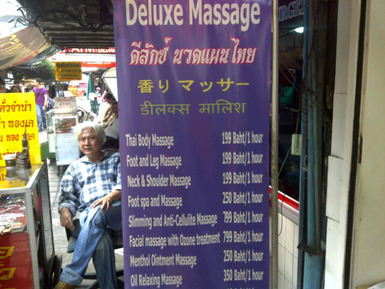 Deluxe Massage
ดีลักซ์ นวดแผนไทย
香りマッサー
डीलक्स मालिश
Thai Body Massage 199 Baht/1 hour
Foot and Leg Massage 199 Baht/1 hour
Neck & Shoulder Massage 199 Baht/1 hour
Foot spa and Massage 250 Baht/1 hour
Slimming and Anti-Cellulite Massage 799 Baht/1 hour
Facial massage with Ozone treatment 799 Baht/1 hour
Menthol Ointment Massage 250 Baht/1 hour
Oil Relaxing Massage 350 Baht/1 hour